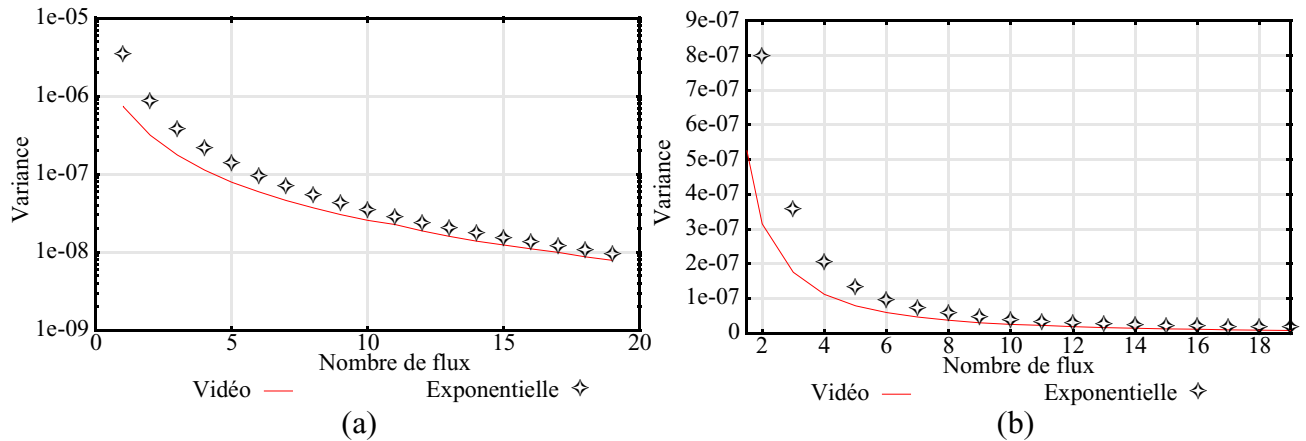 1e-05
1e-06
1e-07
1e-08
1e-09
Variance
0 5 10 15 20
Nombre de flux
Vidéo
Exponentielle
(a)
9e-07
8e-07
7e-07
6e-07
5e-07
4e-07
3e-07
2e-07
1e-07
0
Variance
2 4 6 8 10 12 14 16 18
Nombre de flux
Vidéo
Exponentielle
(b)